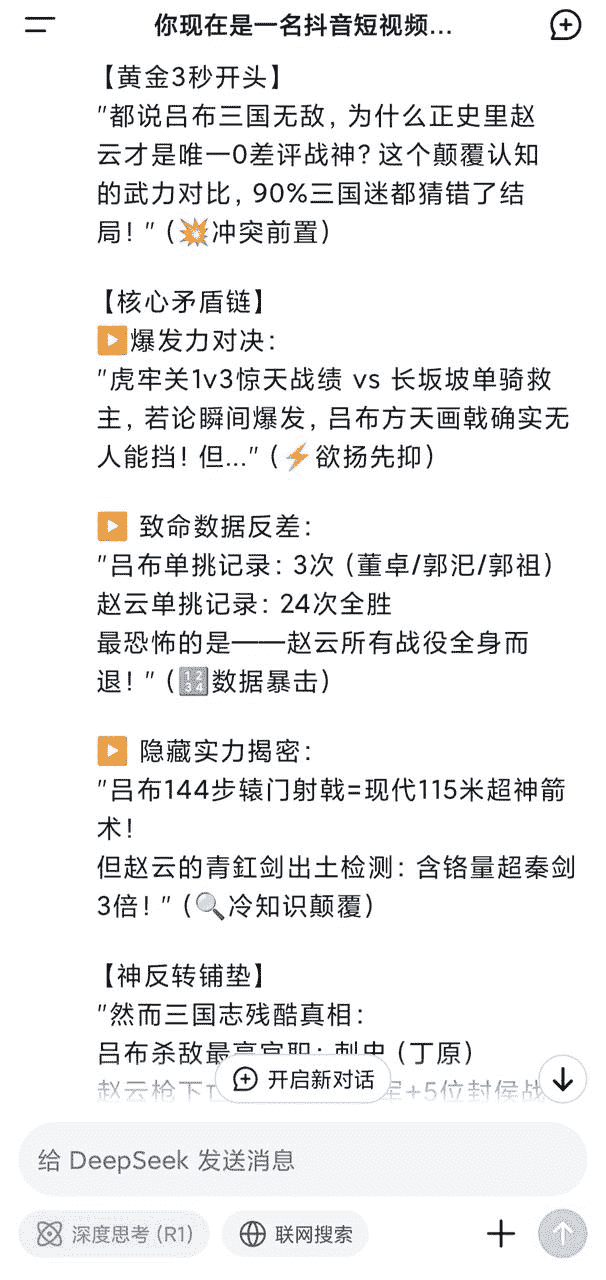 你现在是一名抖音短视频...
【黄金3秒开头】
"都说吕布三国无敌，为什么正史里赵
云才是唯一0差评战神？这个颠覆认知
的武力对比，90%三国迷都猜错了结
局！"（💥冲突前置）
【核心矛盾链】
▶️爆发力对决：
"虎牢关1v3惊天战绩 vs 长坂坡单骑救
主，若论瞬间爆发，吕布方天画戟确实无
人能挡！但..."（⚡欲扬先抑）
▶️ 致命数据反差：
"吕布单挑记录：3次（董卓/郭汜/郭祖）
赵云单挑记录：24次全胜
最恐怖的是——赵云所有战役全身而
退！"（🔢数据暴击）
▶️ 隐藏实力揭密：
"吕布144步辕门射戟=现代115米超神箭
术！
但赵云的青釭剑出土检测：含铬量超秦剑
3倍！"（🔍冷知识颠覆）
【神反转铺垫】
"然而三国志残酷真相：
吕布杀敌最高官职：刺史（丁原）
赵云枪下 军+5位封侯战
开启新对话
给 DeepSeek 发送消息
深度思考 (R1)
联网搜索